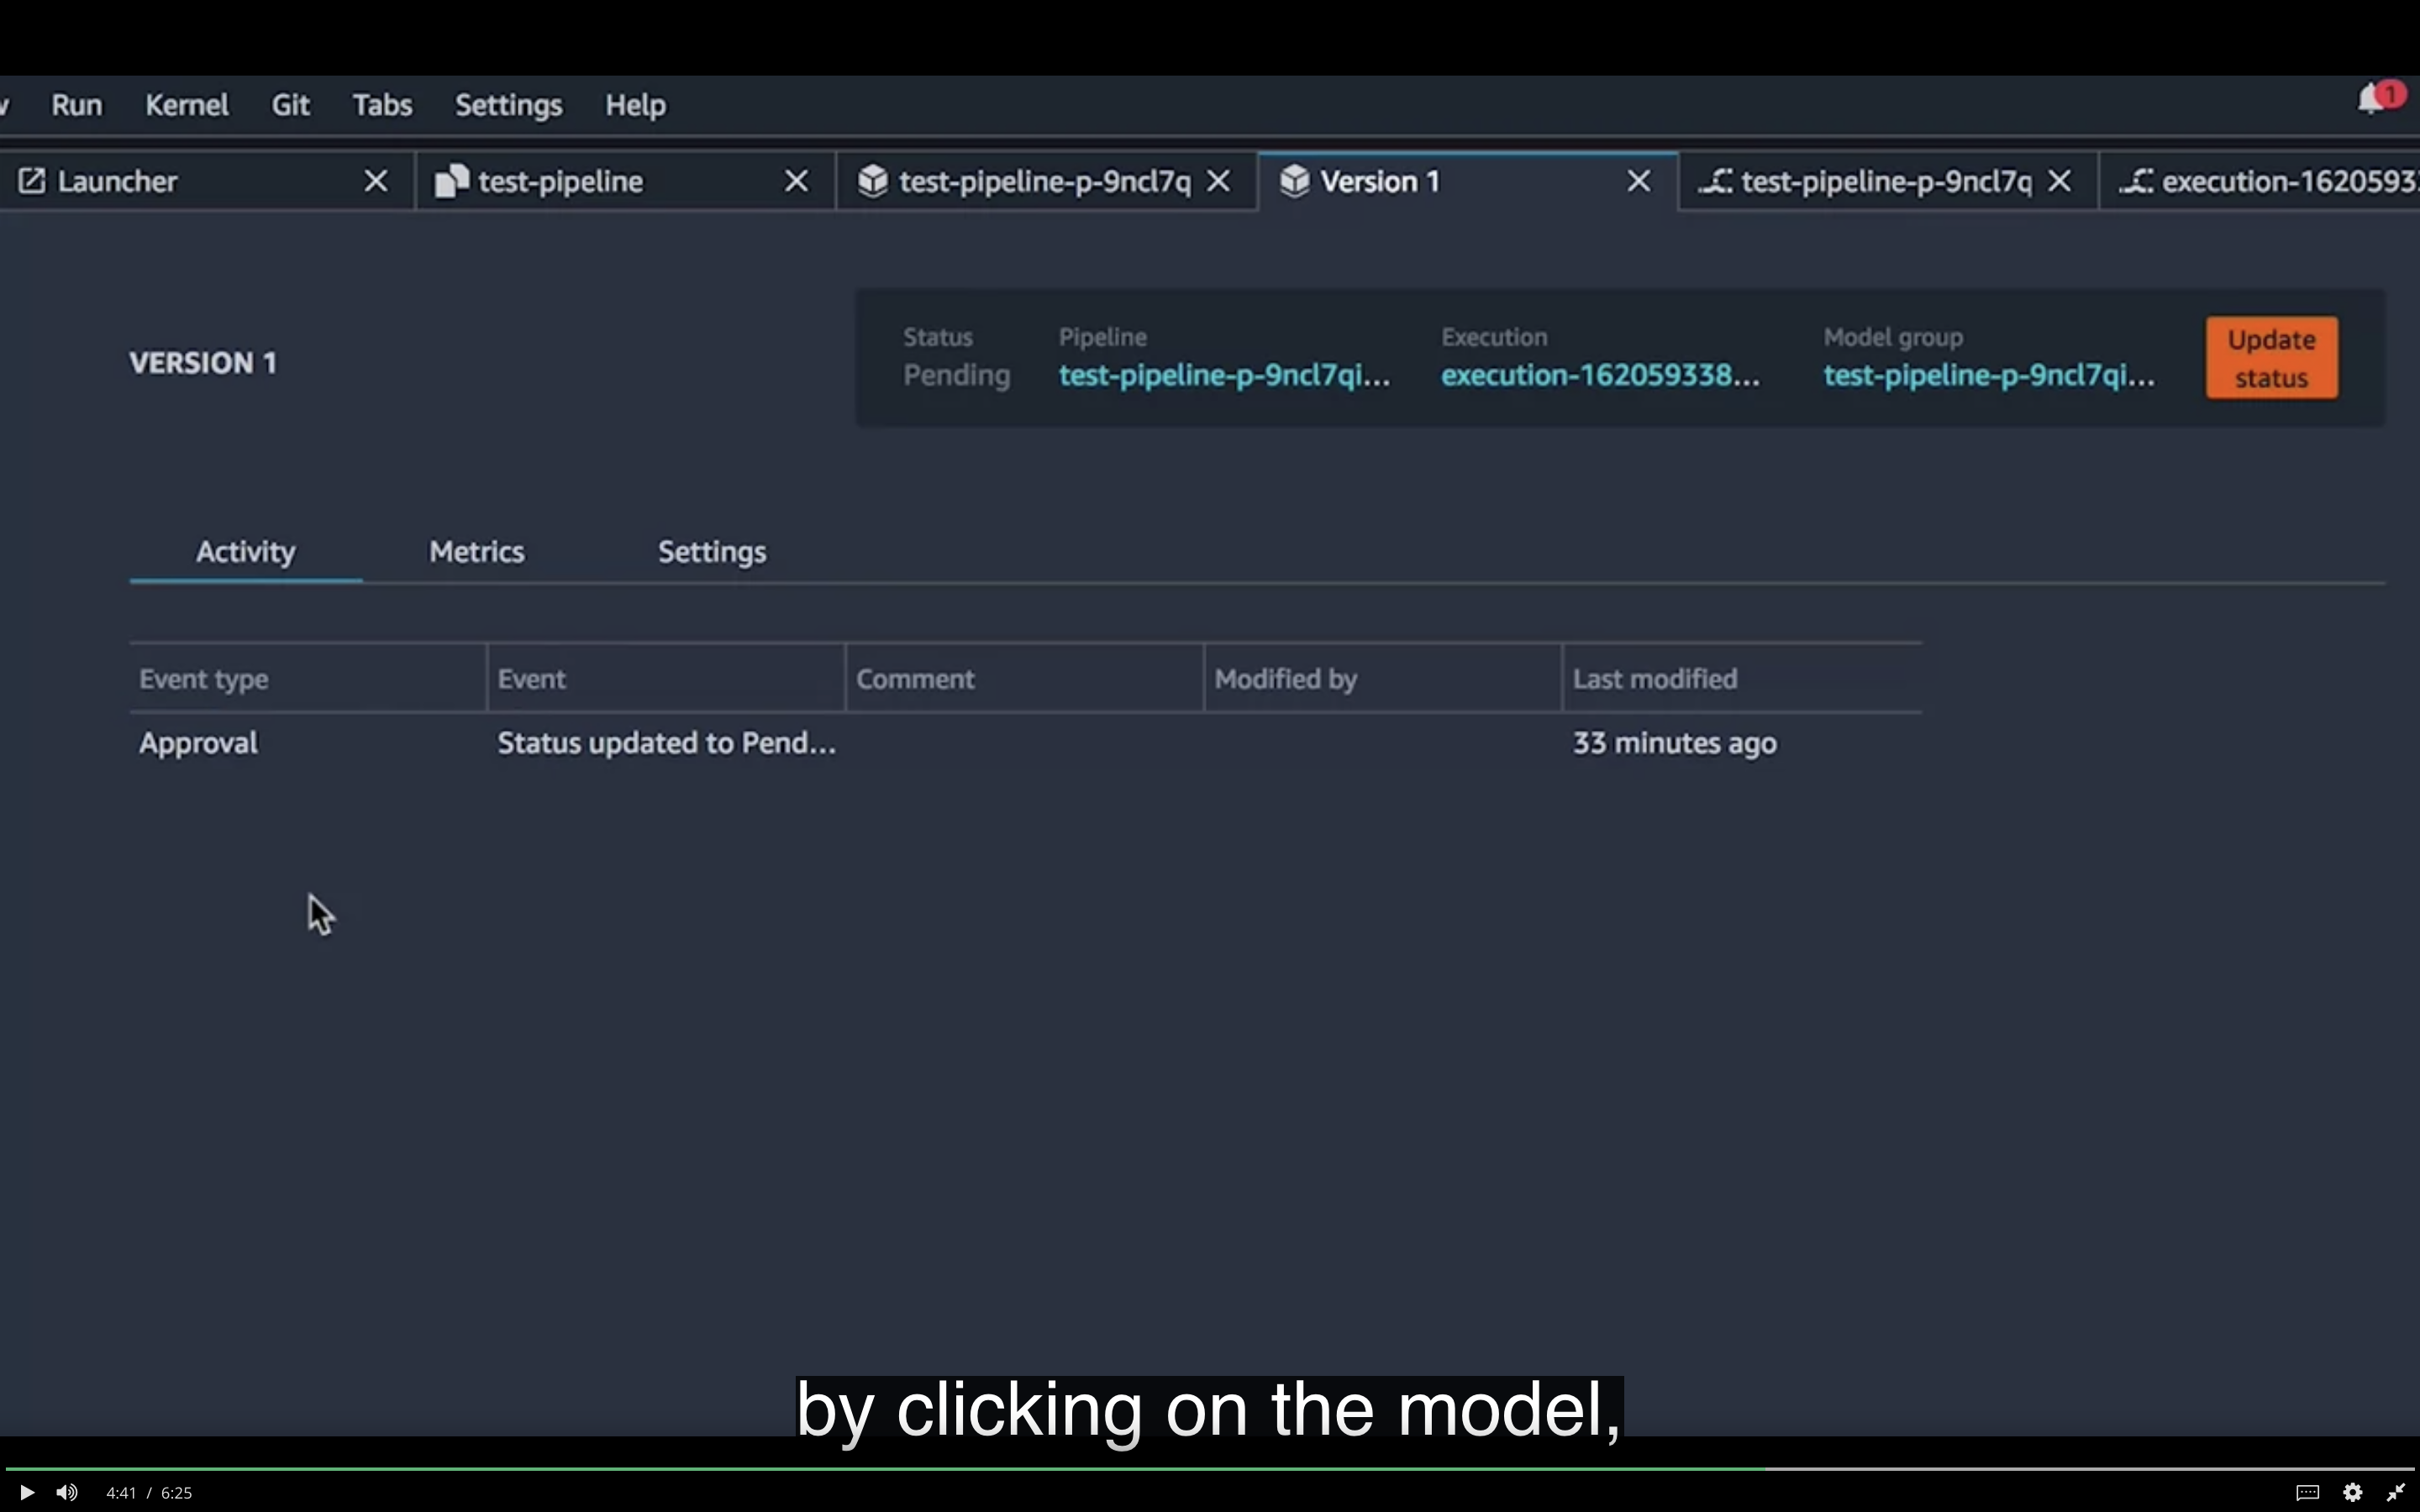 Run Kernel Git Tabs Settings Help 1
Launcher test-pipeline test-pipeline-p-9ncl7q Version 1 test-pipeline-p-9ncl7q execution-1620593
Status Pipeline Execution Model group Update
VERSION 1
Pending test-pipeline-p-9ncl7qi... execution-162059338... test-pipeline-p-9ncl7qi... status
Activity Metrics Settings
Event type Event Comment Modified by Last modified
Approval Status updated to Pend... 33 minutes ago
by clicking on the model,
4:41 / 6:25